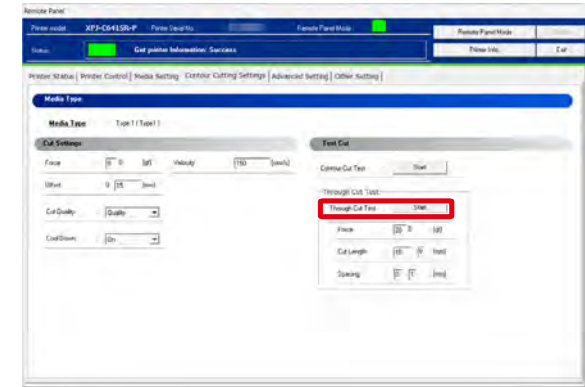 Remote Panel
Printer model XPJ-C641SR-P Printer Serial No. Remote Panel Mode
Remote Panel Mode
Status Get printer Information: Success
Printer Info. Exit
Printer Status Printer Control Media Setting Contour Cutting Settings Advanced Setting Other Setting
Media Type
Media Type Type 1 ( Type1 )
Cut Settings Test Cut
Force [gf] Velocity 150 [mm/s]
Contour Cut Test Start
Offset 0 [mm]
Through Cut Test
Through Cut Test Start
Cut Quality Quality
Force 20 [gf]
Cool Down On
Cut Length [mm]
Spacing [mm]